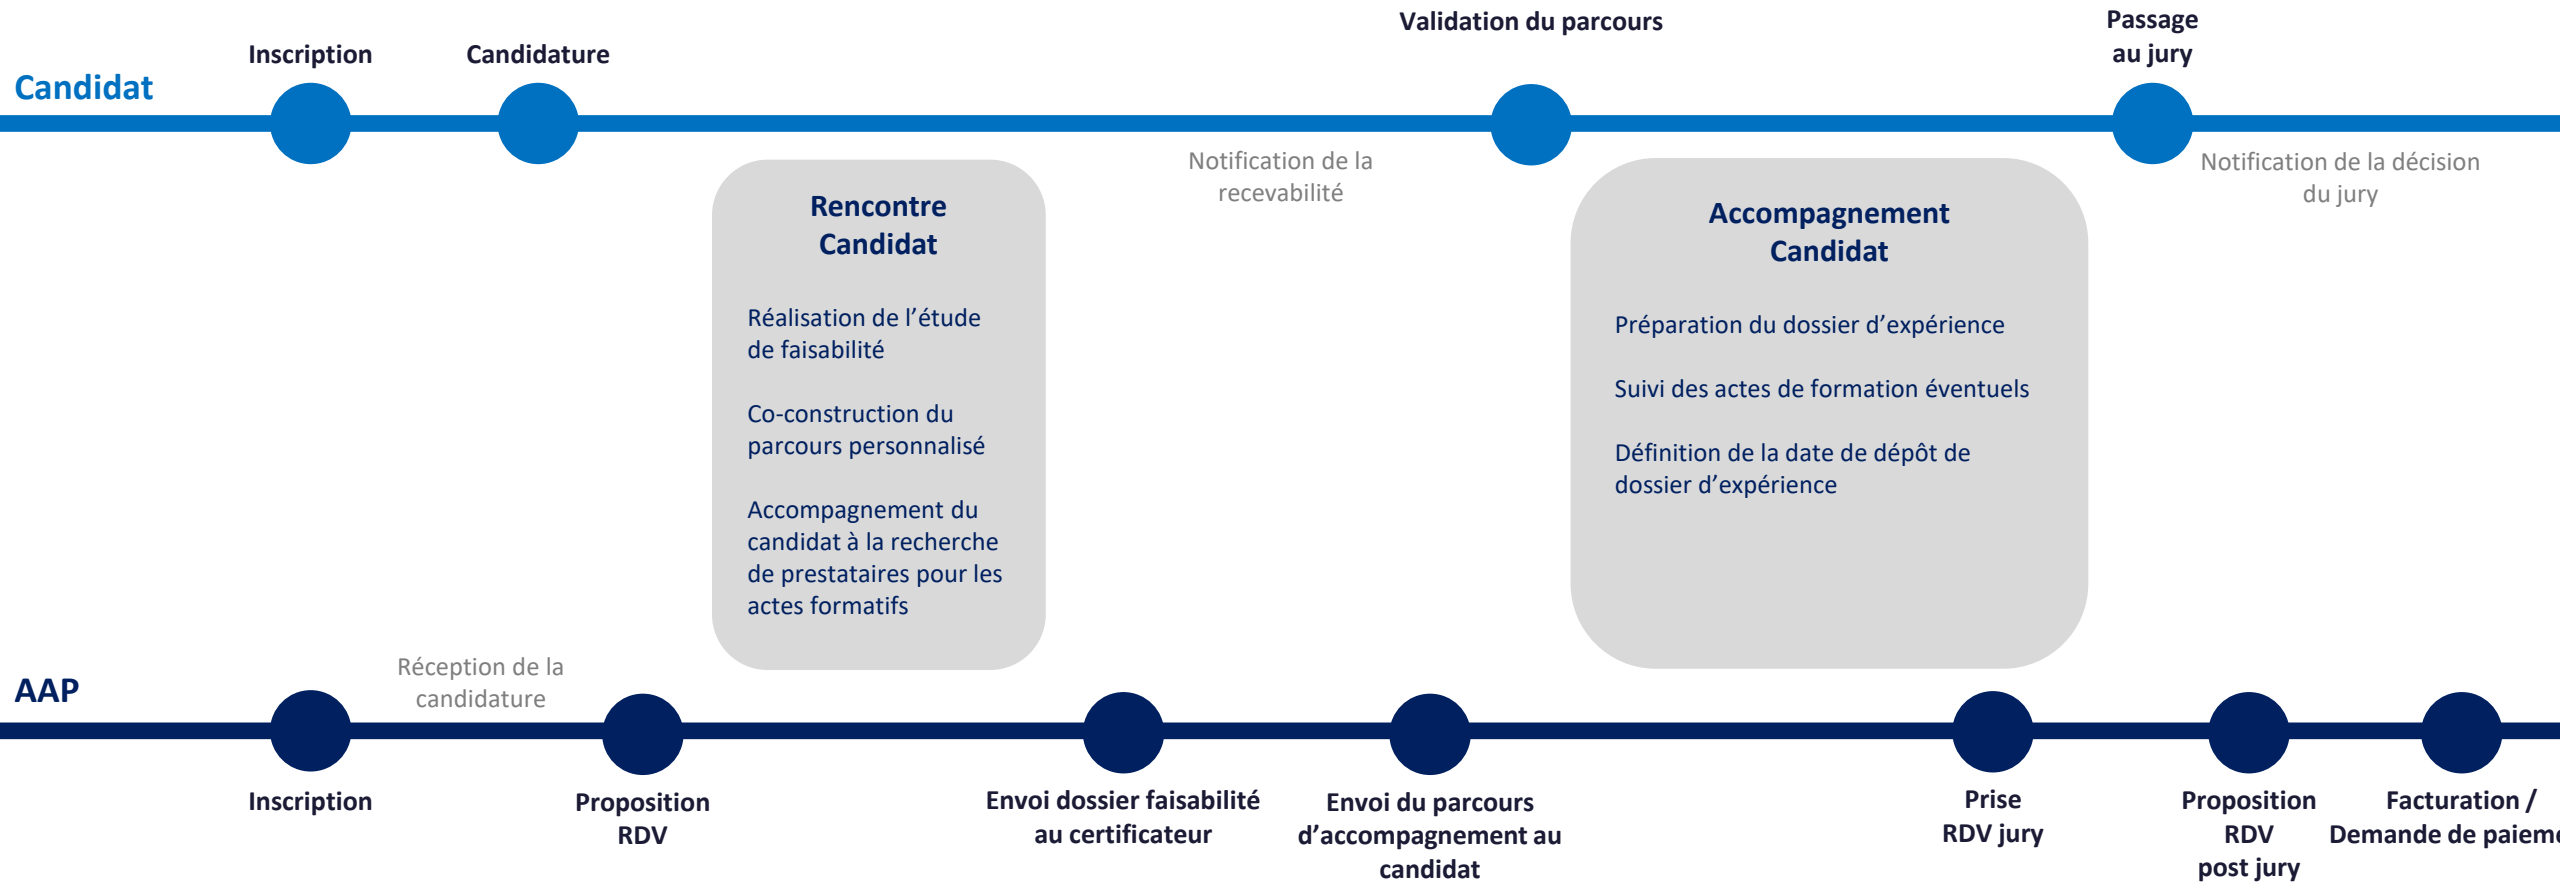 Validation du parcours
Passage
au jury
Inscription
Candidature
Candidat
Notification de la
recevabilité
Notification de la décision
du jury
Rencontre
Candidat
Réalisation de l’étude
de faisabilité
Co-construction du
parcours personnalisé
Accompagnement du
candidat à la recherche
de prestataires pour les
actes formatifs
Accompagnement
Candidat
Préparation du dossier d’expérience
Suivi des actes de formation éventuels
Définition de la date de dépôt de
dossier d’expérience
Réception de la
candidature
AAP
Inscription
Proposition
RDV
Envoi dossier faisabilité
au certificateur
Envoi du parcours
d’accompagnement au
candidat
Prise
RDV jury
Proposition
RDV
post jury
Facturation /
Demande de paieme